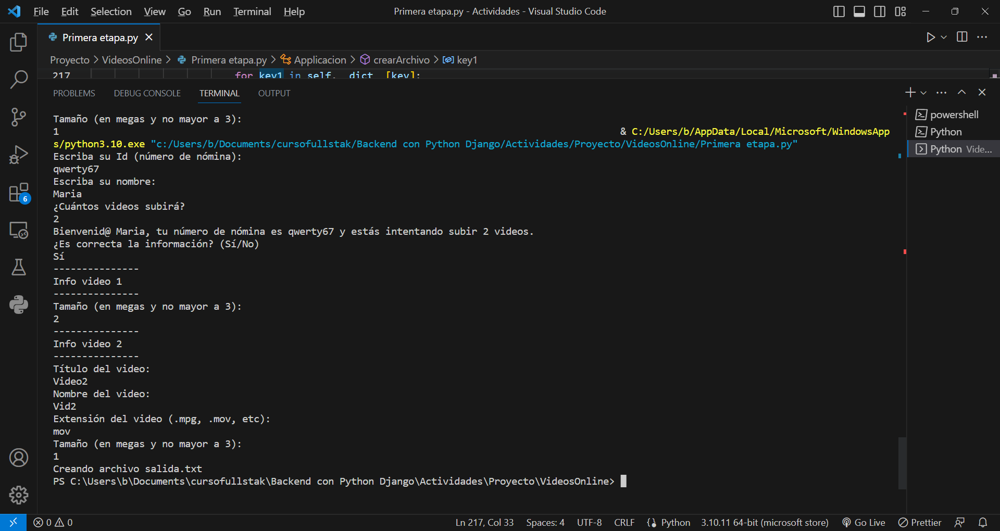 File Edit Selection View Go Run Terminal Help
Primera etapa.py - Actividades - Visual Studio Code
Primera etapa.py
Proyecto > VideosOnline > Primera etapa.py > Applicacion > crearArchivo > key1
217 for key1 in self.__dict__[key]:
PROBLEMS DEBUG CONSOLE TERMINAL OUTPUT
powershell
Python
Python Vide...
6
Tamaño (en megas y no mayor a 3):
1 & C:/Users/b/AppData/Local/Microsoft/WindowsApp
s/python3.10.exe "c:/Users/b/Documents/cursofullstak/Backend con Python Django/Actividades/Proyecto/VideosOnline/Primera etapa.py"
Escriba su Id (número de nómina):
qwerty67
Escriba su nombre:
Maria
¿Cuántos videos subirá?
2
Bienvenid@ Maria, tu número de nómina es qwerty67 y estás intentando subir 2 videos.
¿Es correcta la información? (Sí/No)
Sí
---------------
Info video 1
---------------
Tamaño (en megas y no mayor a 3):
2
---------------
Info video 2
---------------
Título del video:
Video2
Nombre del video:
Vid2
Extensión del video (.mpg, .mov, etc):
mov
Tamaño (en megas y no mayor a 3):
1
Creando archivo salida.txt
PS C:\Users\b\Documents\cursofullstak\Backend con Python Django\Actividades\Proyecto\VideosOnline>
0 0 Ln 217, Col 33 Spaces: 4 UTF-8 CRLF Python 3.10.11 64-bit (microsoft store) Go Live Prettier